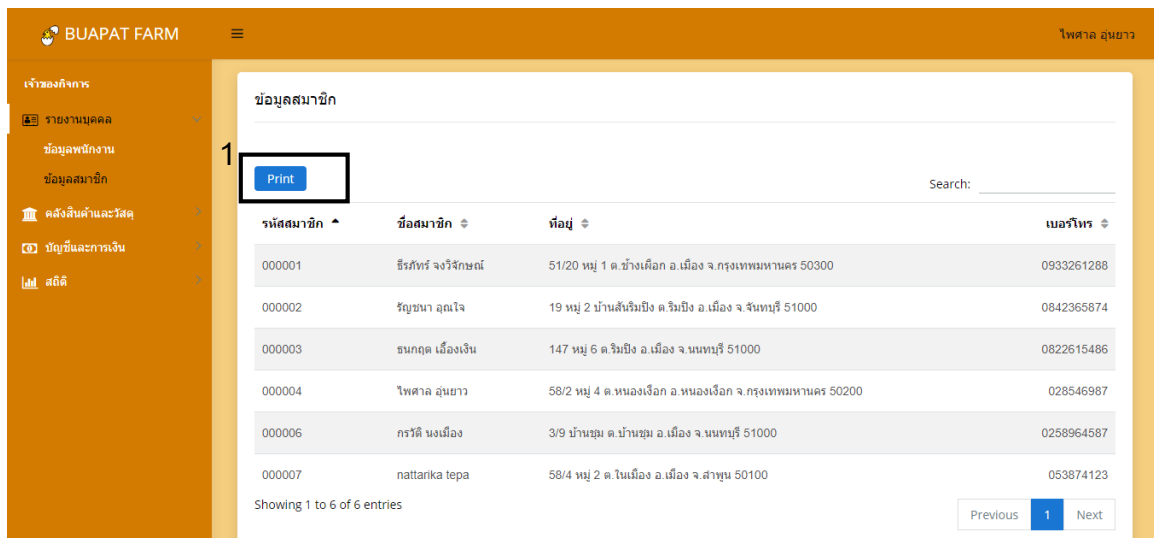 BUAPAT FARM
ไพศาล อุ่นยาว
เจ้าของกิจการ
รายงานบุคคล
ข้อมูลพนักงาน
ข้อมูลสมาชิก
คลังสินค้าและวัสดุ
บัญชีและการเงิน
สถิติ
ข้อมูลสมาชิก
1
Print
Search:
รหัสสมาชิก ชื่อสมาชิก ที่อยู่ เบอร์โทร
000001 ธีรภัทร์ จงวิจักษณ์ 51/20 หมู่ 1 ต.ช้างเผือก อ.เมือง จ.กรุงเทพมหานคร 50300 0933261288
000002 รัญชนา อุณใจ 19 หมู่ 2 บ้านสันริมปิง ต.ริมปิง อ.เมือง จ.จันทบุรี 51000 0842365874
000003 ธนกฤต เอื้องเงิน 147 หมู่ 6 ต.ริมปิง อ.เมือง จ.นนทบุรี 51000 0822615486
000004 ไพศาล อุ่นยาว 58/2 หมู่ 4 ต.หนองเงือก อ.หนองเงือก จ.กรุงเทพมหานคร 50200 028546987
000006 กรวัติ นงเมือง 3/9 บ้านชุม ต.บ้านชุม อ.เมือง จ.นนทบุรี 51000 0258964587
000007 nattarika tepa 58/4 หมู่ 2 ต.ในเมือง อ.เมือง จ.ลำพูน 50100 053874123
Showing 1 to 6 of 6 entries
Previous 1 Next